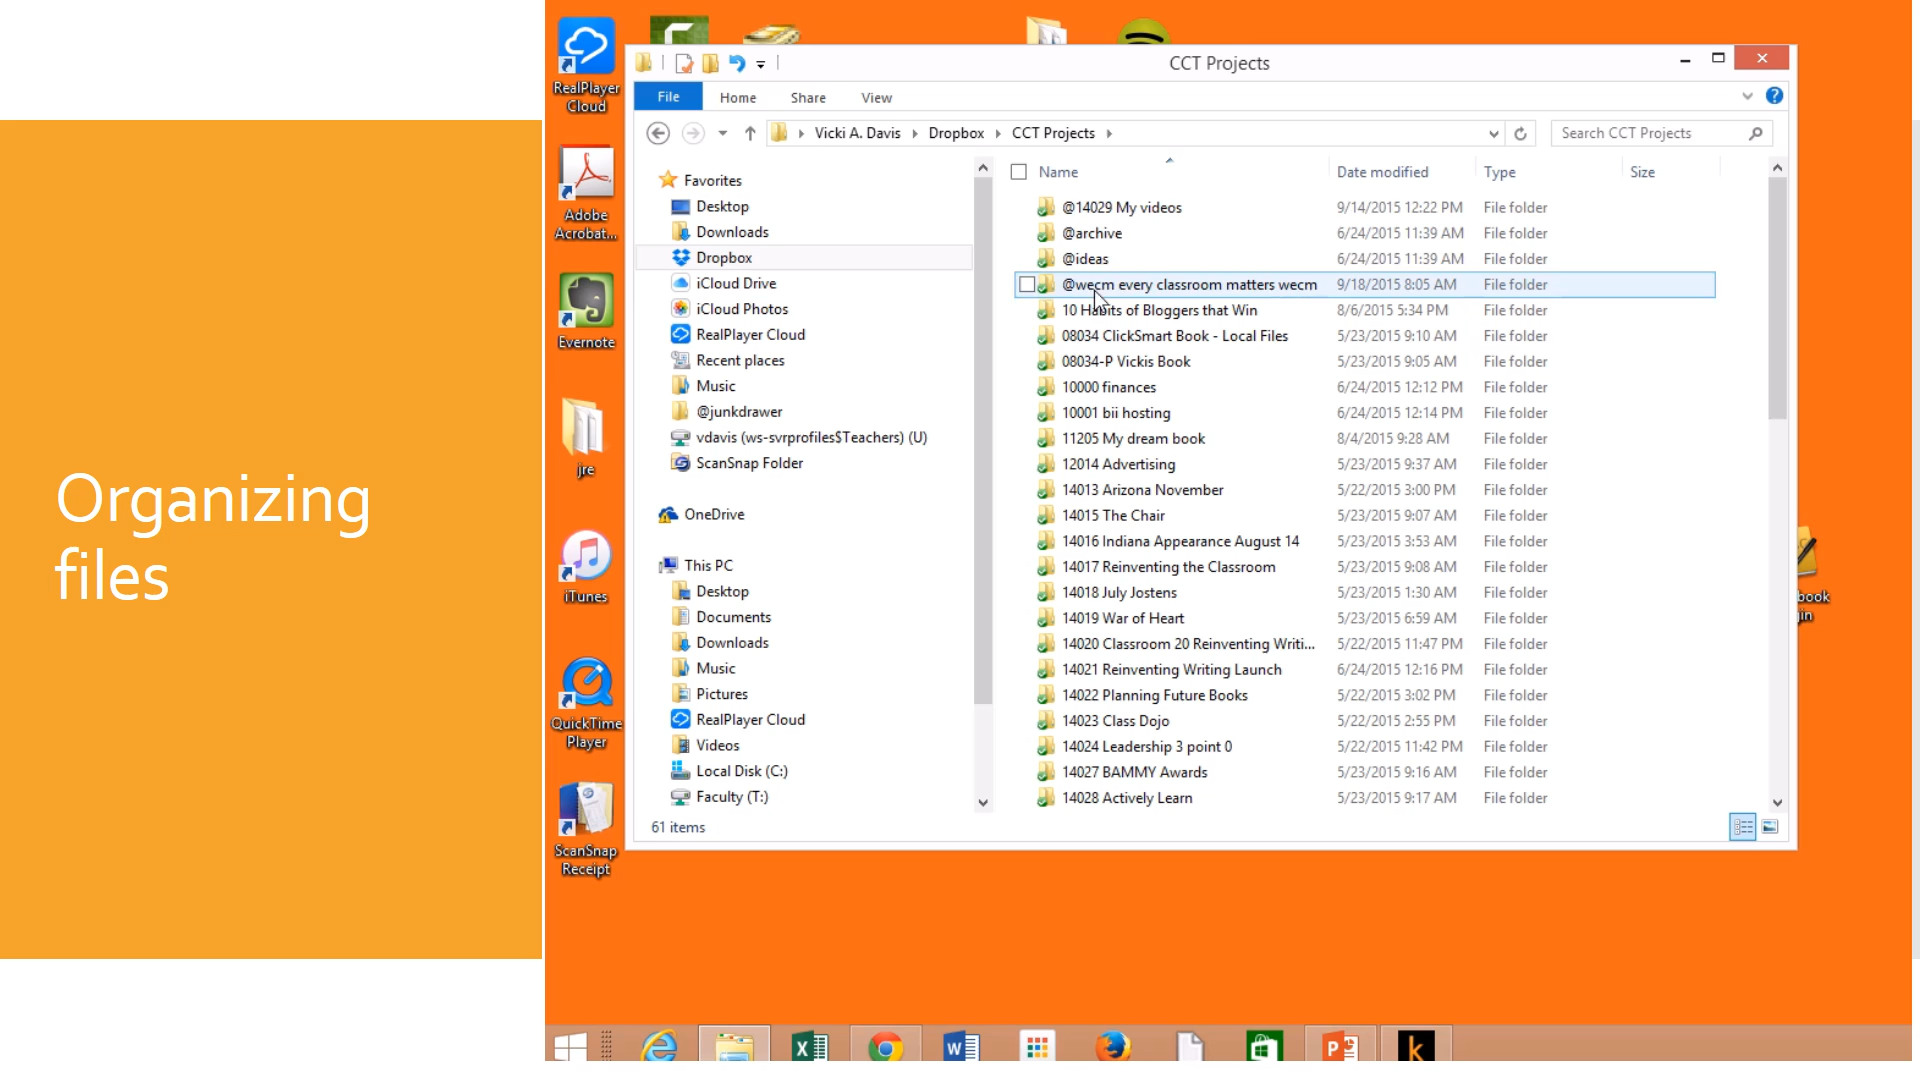 Organizing
files
RealPlayer
Cloud
Adobe
Acrobat...
Evernote
jre
iTunes
QuickTime
Player
ScanSnap
Receipt
CCT Projects
File Home Share View
Vicki A. Davis Dropbox CCT Projects
Search CCT Projects
Favorites
Desktop
Downloads
Dropbox
iCloud Drive
iCloud Photos
RealPlayer Cloud
Recent places
Music
@junkdrawer
vdavis (ws-svrprofiles$Teachers) (U)
ScanSnap Folder
OneDrive
This PC
Desktop
Documents
Downloads
Music
Pictures
RealPlayer Cloud
Videos
Local Disk (C:)
Faculty (T:)
Name Date modified Type Size
@14029 My videos 9/14/2015 12:22 PM File folder
@archive 6/24/2015 11:39 AM File folder
@ideas 6/24/2015 11:39 AM File folder
@wecm every classroom matters wecm 9/18/2015 8:05 AM File folder
10 Habits of Bloggers that Win 8/6/2015 5:34 PM File folder
08034 ClickSmart Book - Local Files 5/23/2015 9:10 AM File folder
08034-P Vickis Book 5/23/2015 9:05 AM File folder
10000 finances 6/24/2015 12:12 PM File folder
10001 bii hosting 6/24/2015 12:14 PM File folder
11205 My dream book 8/4/2015 9:28 AM File folder
12014 Advertising 5/23/2015 9:37 AM File folder
14013 Arizona November 5/22/2015 3:00 PM File folder
14015 The Chair 5/23/2015 9:07 AM File folder
14016 Indiana Appearance August 14 5/23/2015 3:53 AM File folder
14017 Reinventing the Classroom 5/23/2015 9:08 AM File folder
14018 July Jostens 5/23/2015 1:30 AM File folder
14019 War of Heart 5/23/2015 6:59 AM File folder
14020 Classroom 20 Reinventing Writi... 5/22/2015 11:47 PM File folder
14021 Reinventing Writing Launch 6/24/2015 12:16 PM File folder
14022 Planning Future Books 5/22/2015 3:02 PM File folder
14023 Class Dojo 5/22/2015 2:55 PM File folder
14024 Leadership 3 point 0 5/22/2015 11:42 PM File folder
14027 BAMMY Awards 5/23/2015 9:16 AM File folder
14028 Actively Learn 5/23/2015 9:17 AM File folder
61 items
book